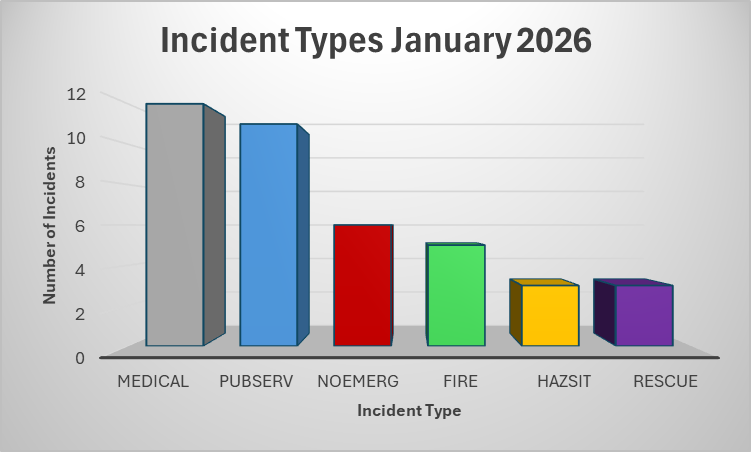 Incident Types January 2026
12
10
8
6
4
2
0
Number of Incidents
MEDICAL PUBSERV NOEMERG FIRE HAZSIT RESCUE
Incident Type